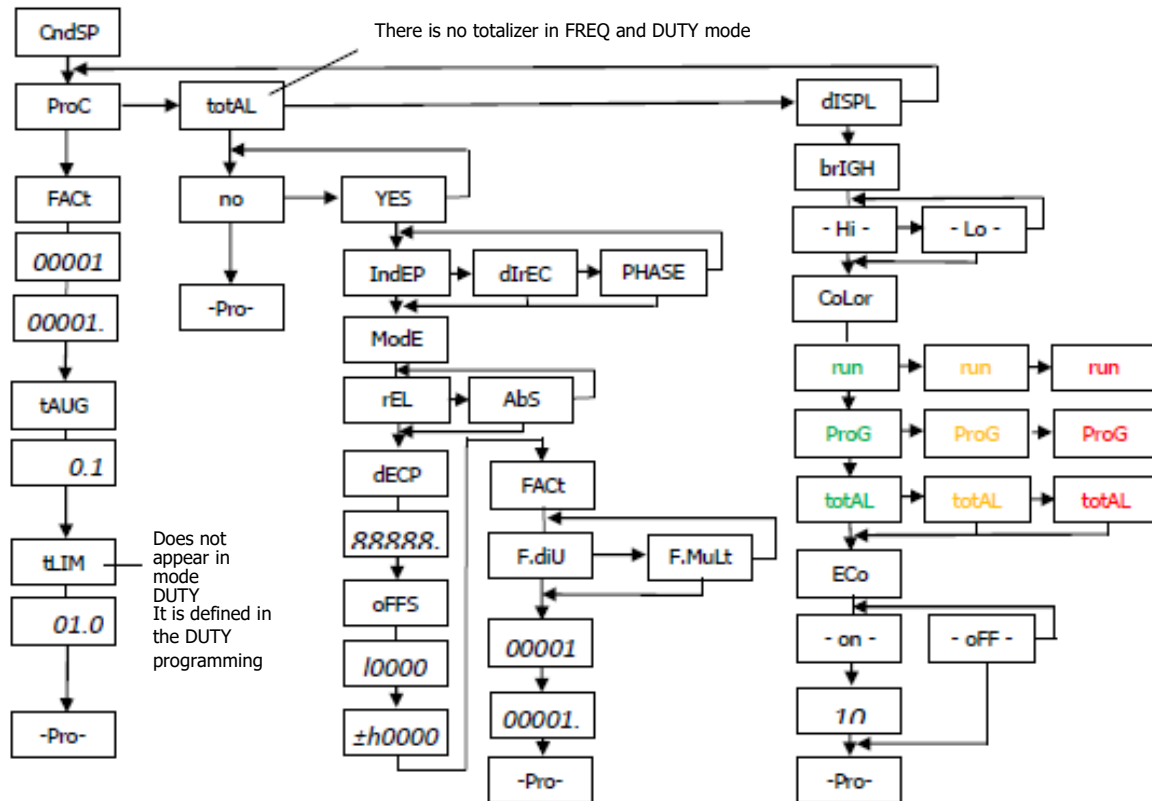 CndSP
There is no totalizer in FREQ and DUTY mode
ProC
totAL
dISPL
FACt
00001
00001.
tAUG
0.1
tLIM
Does not
appear in
mode
DUTY
It is defined in
the DUTY
programming
01.0
-Pro-
no
YES
-Pro-
IndEP
dIrEC
PHASE
ModE
rEL
AbS
dECP
88888.
oFFS
l0000
±h0000
FACt
F.diU
F.MuLt
00001
00001.
-Pro-
brIGH
- Hi -
- Lo -
CoLor
run
run
run
ProG
ProG
ProG
totAL
totAL
totAL
ECo
- on -
- oFF -
10
-Pro-